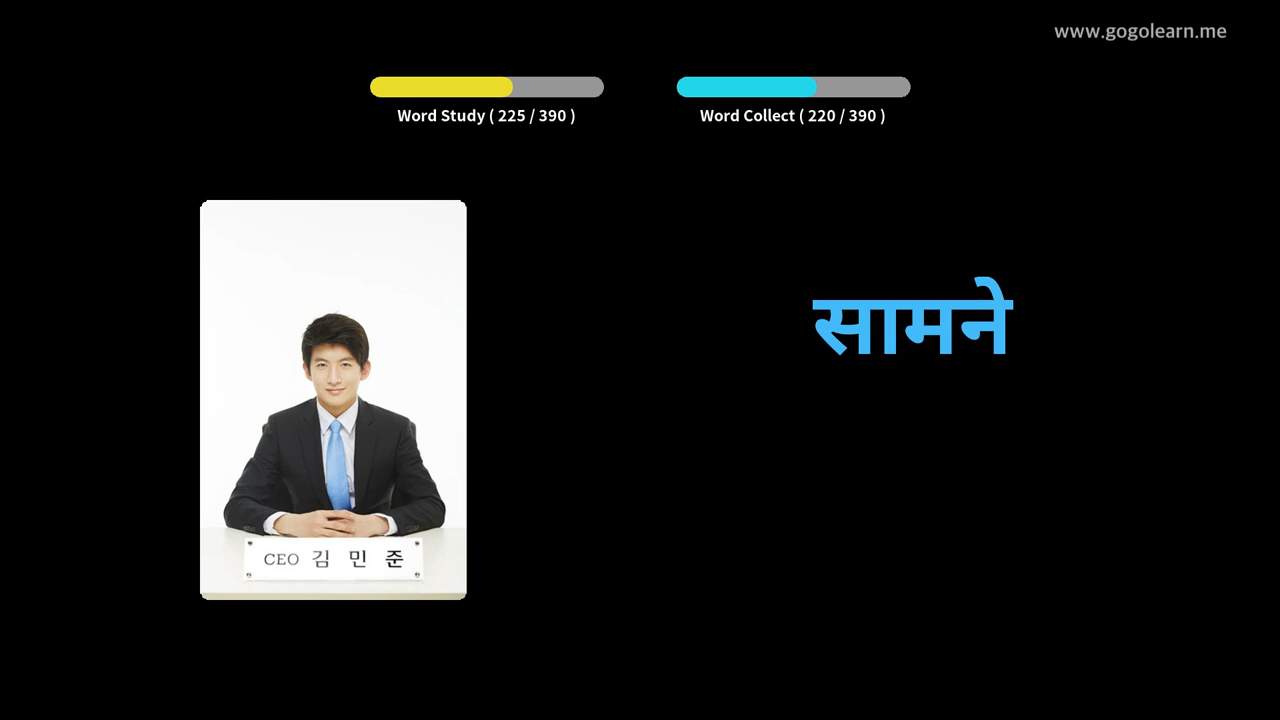 www.gogolearn.me
Word Study ( 225 / 390 )
Word Collect ( 220 / 390 )
सामने
CEO 김 민 준